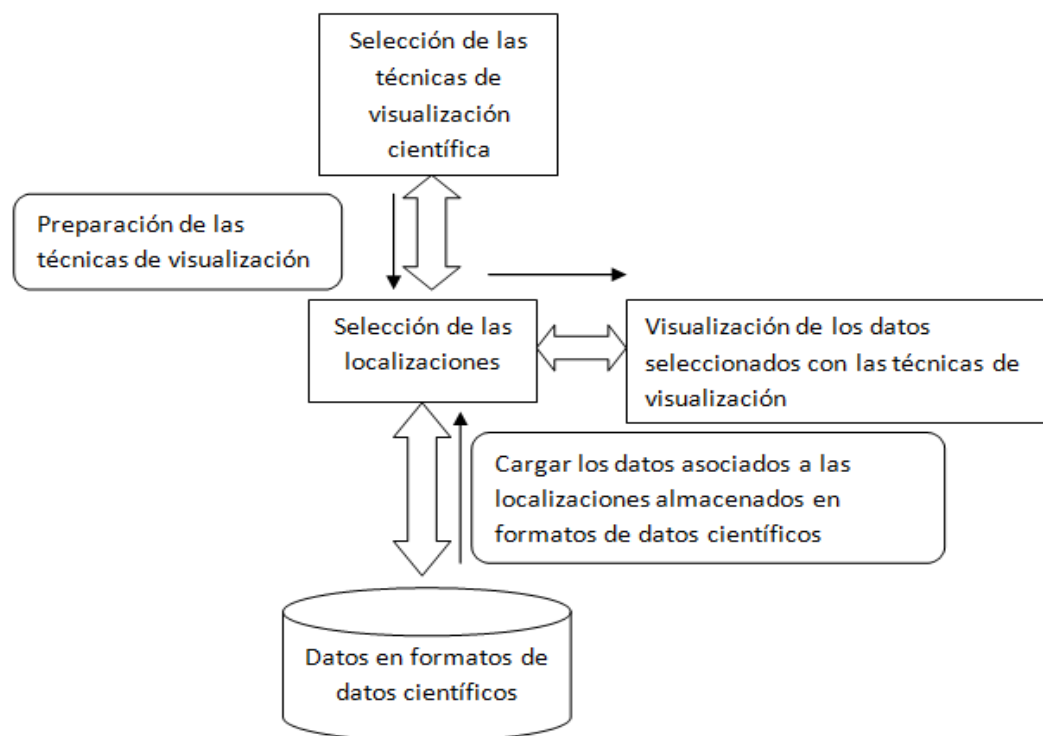 Selección de las
técnicas de
visualización
científica
Preparación de las
técnicas de visualización
Selección de las
localizaciones
Visualización de los datos
seleccionados con las técnicas de
visualización
Cargar los datos asociados a las
localizaciones almacenados en
formatos de datos científicos
Datos en formatos de
datos científicos